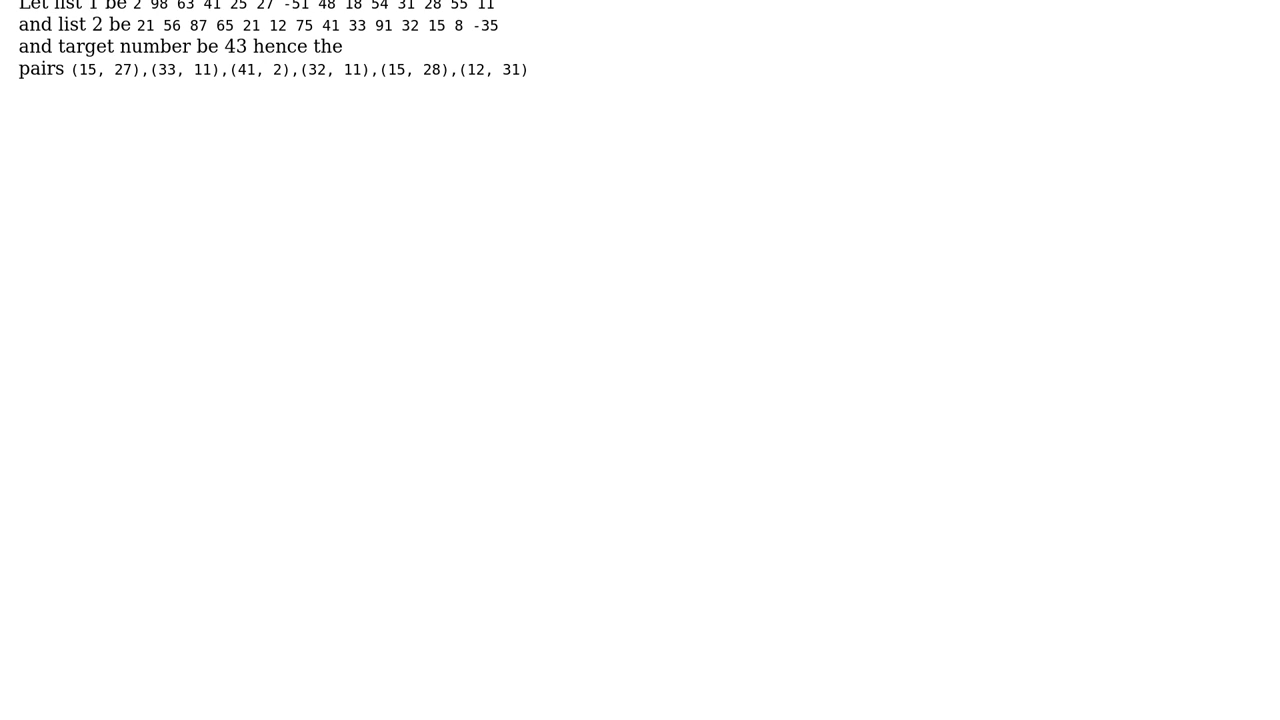 Let list 1 be 2 98 63 41 25 27 -51 48 18 54 31 28 55 11
and list 2 be 21 56 87 65 21 12 75 41 33 91 32 15 8 -35
and target number be 43 hence the
pairs (15, 27),(33, 11),(41, 2),(32, 11),(15, 28),(12, 31)